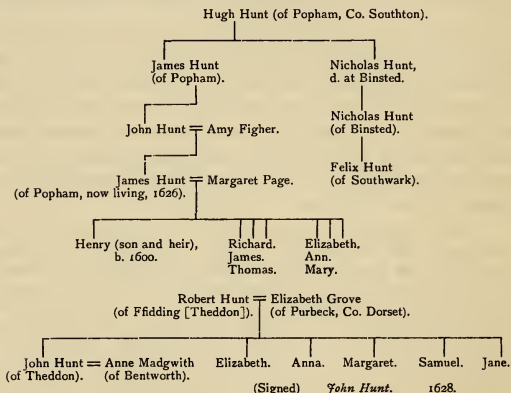 Hugh Hunt (of Popham, Co. Southton).
James Hunt
(of Popham).
Nicholas Hunt,
d. at Binsted.
John Hunt = Amy Figher.
Nicholas Hunt
(of Binsted).
James Hunt = Margaret Page.
(of Popham, now living, 1626).
Felix Hunt
(of Southwark).
Henry (son and heir),
b. 1600.
Richard.
James.
Thomas.
Elizabeth.
Ann.
Mary.
Robert Hunt = Elizabeth Grove
(of Ffidding [Theddon]). (of Purbeck, Co. Dorset).
John Hunt = Anne Madgwith Elizabeth. Anna. Margaret. Samuel. Jane.
(of Theddon). (of Bentworth).
(Signed) John Hunt. 1628.